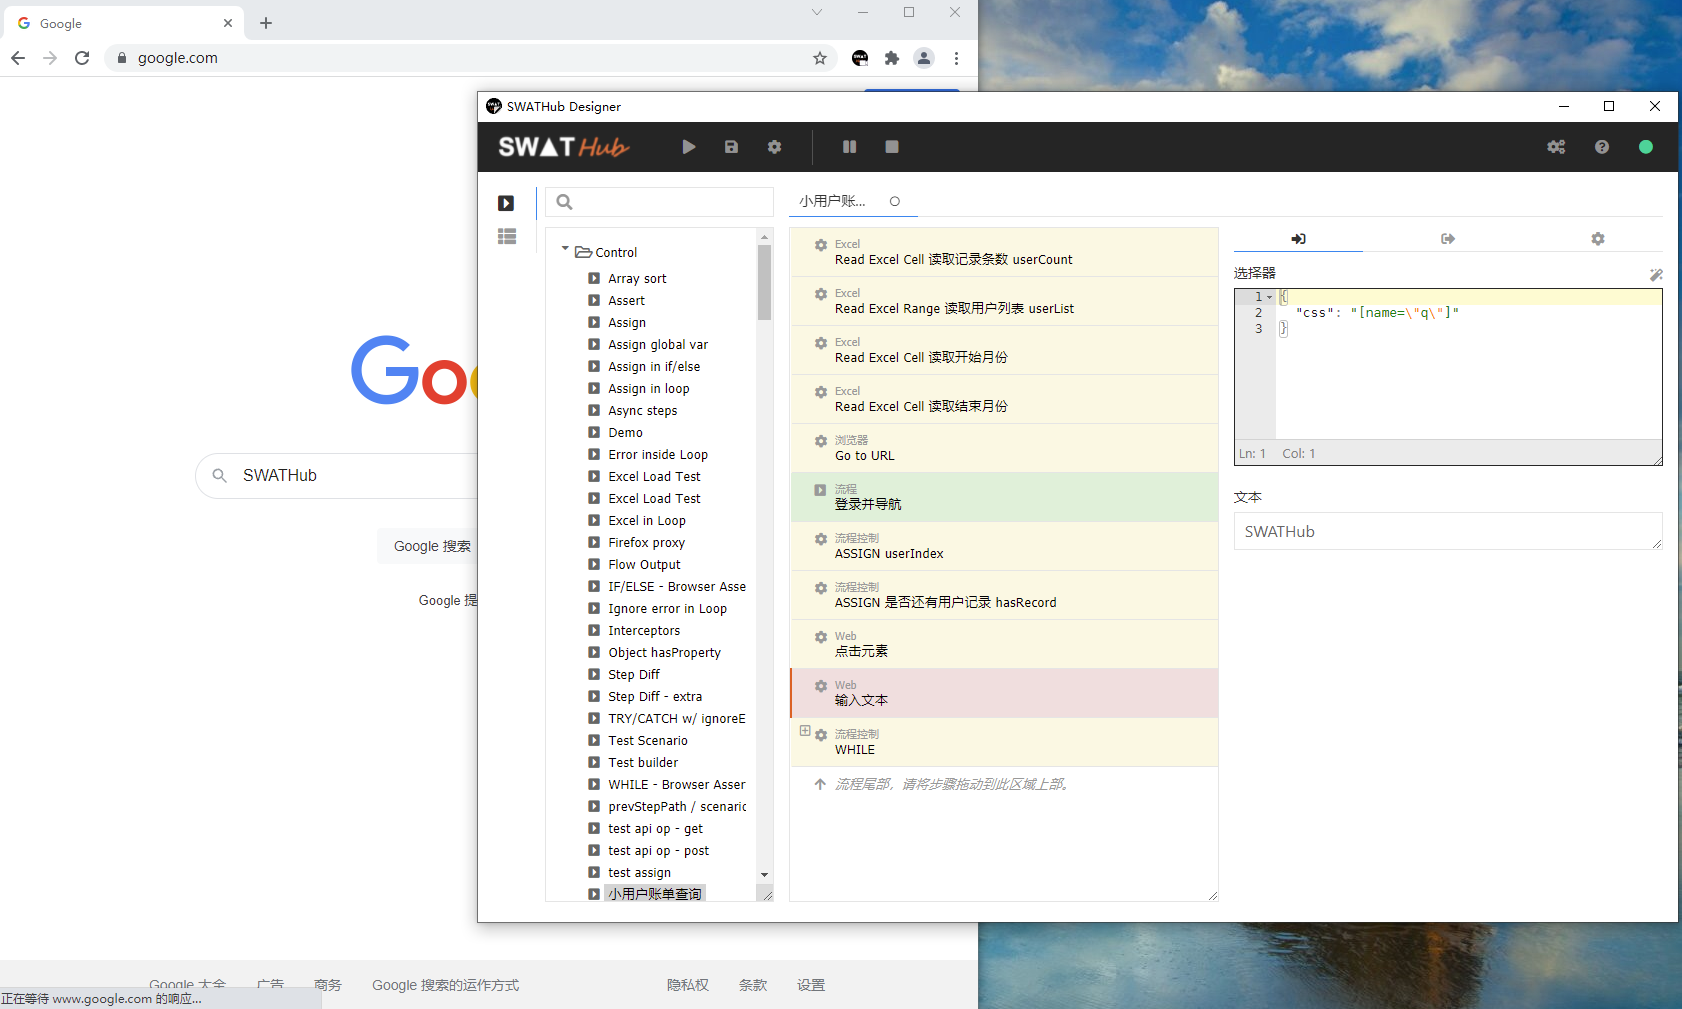 Google
google.com
SWATHub Designer
SWAT Hub
Control
Array sort
Assert
Assign
Assign global var
Assign in if/else
Assign in loop
Async steps
Demo
Error inside Loop
Excel Load Test
Excel Load Test
Excel in Loop
Firefox proxy
Flow Output
IF/ELSE - Browser Asse
Ignore error in Loop
Interceptors
Object hasProperty
Step Diff
Step Diff - extra
TRY/CATCH w/ ignoreE
Test Scenario
Test builder
WHILE - Browser Asser
prevStepPath / scenaric
test api op - get
test api op - post
test assign
小用户账单查询
小用户账...
Excel
Read Excel Cell 读取记录条数 userCount
Excel
Read Excel Range 读取用户列表 userList
Excel
Read Excel Cell 读取开始月份
Excel
Read Excel Cell 读取结束月份
浏览器
Go to URL
流程
登录并导航
流程控制
ASSIGN userIndex
流程控制
ASSIGN 是否还有用户记录 hasRecord
Web
点击元素
Web
输入文本
流程控制
WHILE
流程尾部，请将步骤拖动到此区域上部。
选择器
1 {
2 "css": "[name=\"q\"]"
3 }
Ln: 1 Col: 1
文本
SWATHub
Goo
SWATHub
Google 搜索
Google 提
Google 大全 广告 商务 Google 搜索的运作方式 隐私权 条款 设置
正在等待 www.google.com 的响应...